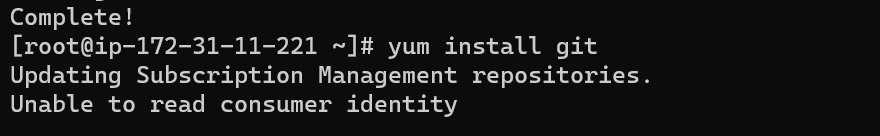 Complete!
[root@ip-172-31-11-221 ~]# yum install git
Updating Subscription Management repositories.
Unable to read consumer identity